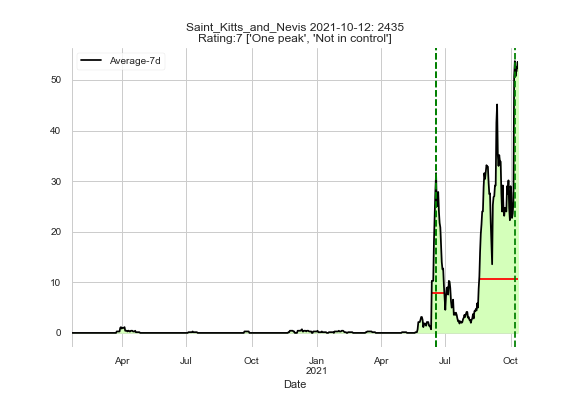 Saint_Kitts_and_Nevis 2021-10-12: 2435
Rating:7 ['One peak', 'Not in control']
Average-7d
50
40
30
20
10
0
Apr Jul Oct Jan Apr Jul Oct
2021
Date